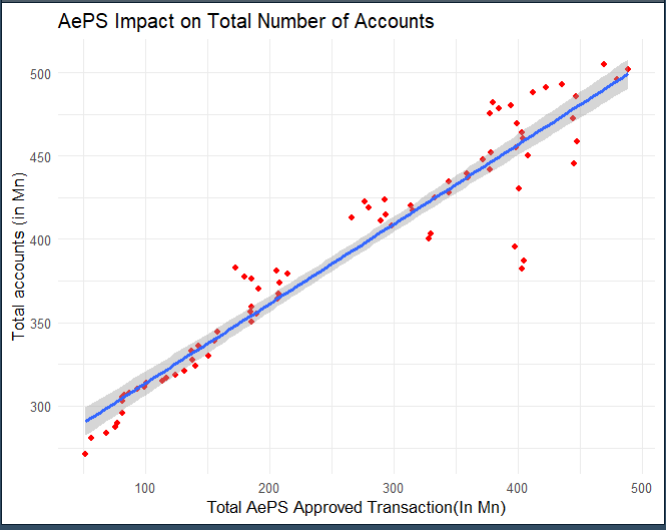 AePS Impact on Total Number of Accounts
500
450
400
350
300
Total accounts (in Mn)
100 200 300 400 500
Total AePS Approved Transaction(In Mn)